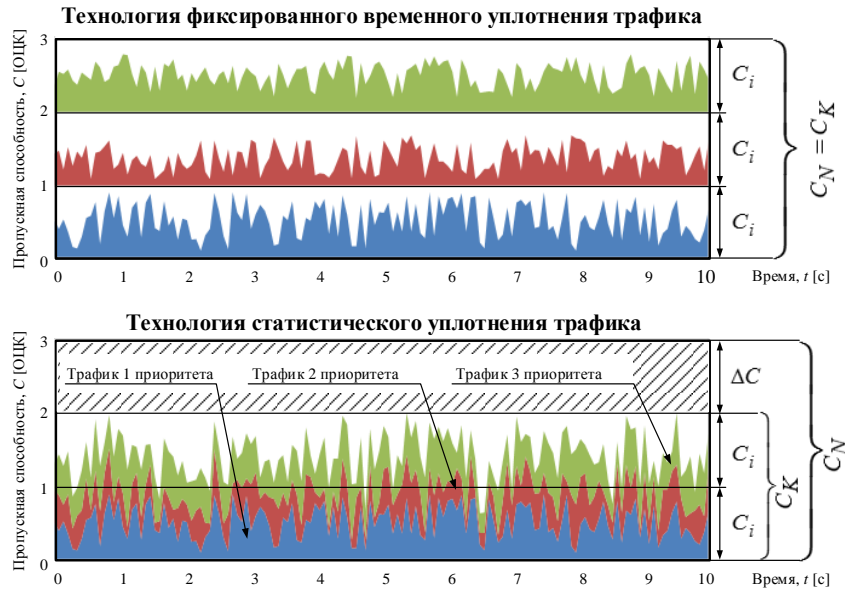 Технология фиксированного временного уплотнения трафика
Пропускная способность, C [ОЦК]
3
2
1
0
0 1 2 3 4 5 6 7 8 9 10
Время, t [с]
C_i
C_i
C_i
C_N = C_K
Технология статистического уплотнения трафика
Пропускная способность, C [ОЦК]
3
2
1
0
Трафик 1 приоритета
Трафик 2 приоритета
Трафик 3 приоритета
0 1 2 3 4 5 6 7 8 9 10
Время, t [с]
ΔC
C_i
C_i
C_K
C_N